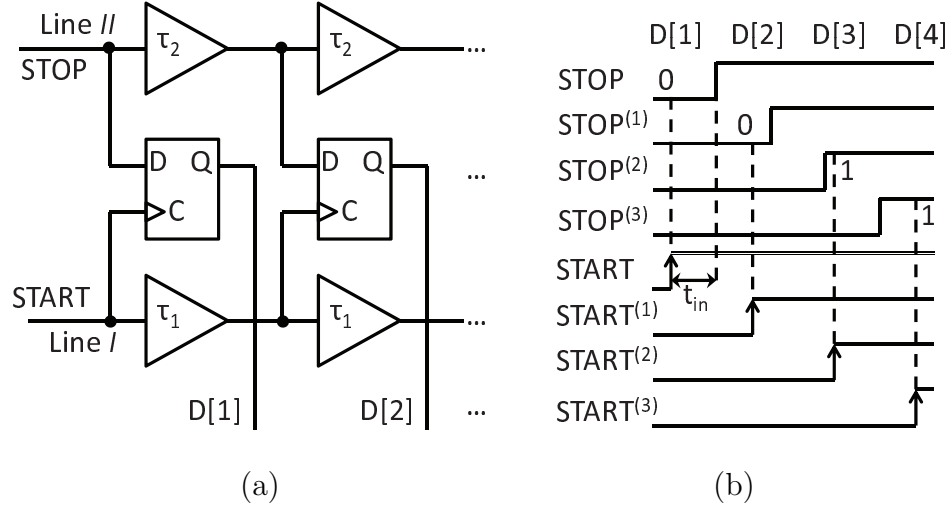 Line II
STOP
τ2
τ2
...
D Q
C
D Q
C
...
START
Line I
τ1
τ1
...
D[1]
D[2]
...
(a)
D[1] D[2] D[3] D[4]
STOP
0
STOP(1)
0
STOP(2)
1
STOP(3)
1
START
tin
START(1)
START(2)
START(3)
(b)